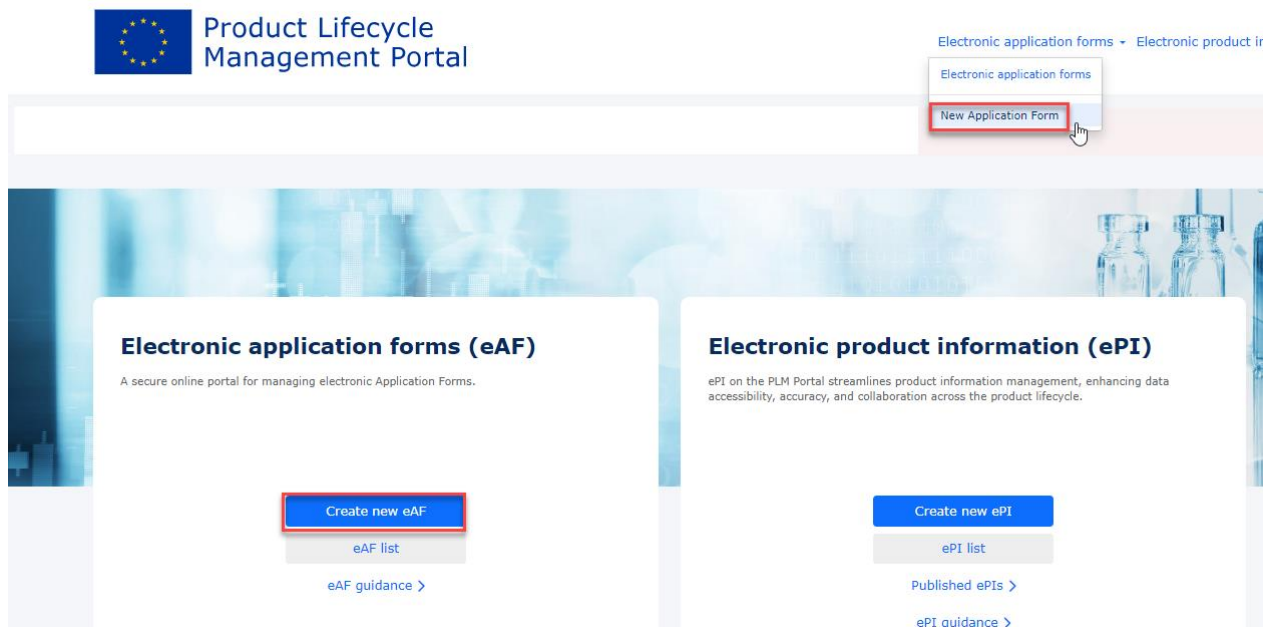 Product Lifecycle
Management Portal
Electronic application forms Electronic product in
Electronic application forms
New Application Form
Electronic application forms (eAF)
A secure online portal for managing electronic Application Forms.
Create new eAF
eAF list
eAF guidance >
Electronic product information (ePI)
ePI on the PLM Portal streamlines product information management, enhancing data
accessibility, accuracy, and collaboration across the product lifecycle.
Create new ePI
ePI list
Published ePIs >
ePI guidance >